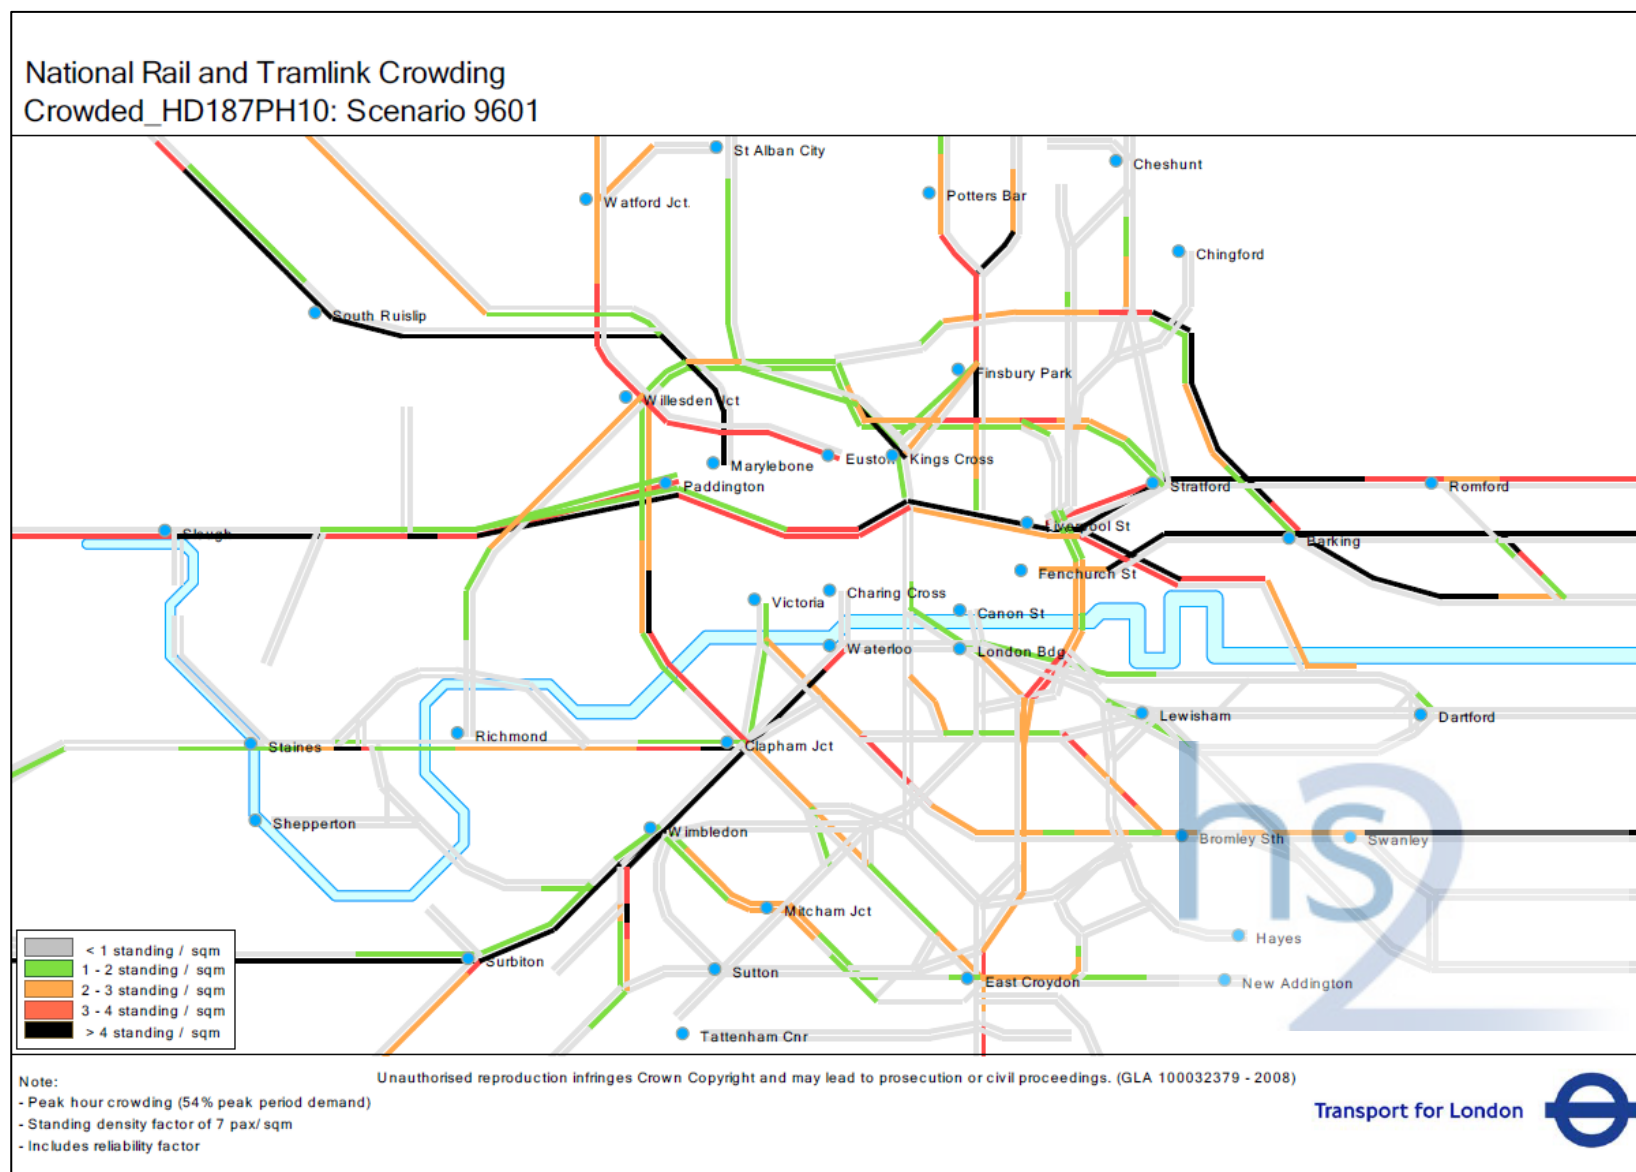 National Rail and Tramlink Crowding
Crowded_HD187PH10: Scenario 9601
St Alban City
Cheshunt
Watford Jct.
Potters Bar
Chingford
South Ruislip
Finsbury Park
Willesden Jct
Marylebone
Euston
Kings Cross
Paddington
Stratford
Romford
Slough
Liverpool St
Barking
Fenchurch St
Victoria
Charing Cross
Canon St
Waterloo
London Bdg
Lewisham
Dartford
Richmond
Staines
Clapham Jct
Shepperton
Wimbledon
Bromley Sth
Swanley
Mitcham Jct
Hayes
Surbiton
Sutton
East Croydon
New Addington
Tattenham Cnr
hs2
< 1 standing / sqm
1 - 2 standing / sqm
2 - 3 standing / sqm
3 - 4 standing / sqm
> 4 standing / sqm
Note:
- Peak hour crowding (54% peak period demand)
- Standing density factor of 7 pax/sqm
- Includes reliability factor
Unauthorised reproduction infringes Crown Copyright and may lead to prosecution or civil proceedings. (GLA 100032379 - 2008)
Transport for London